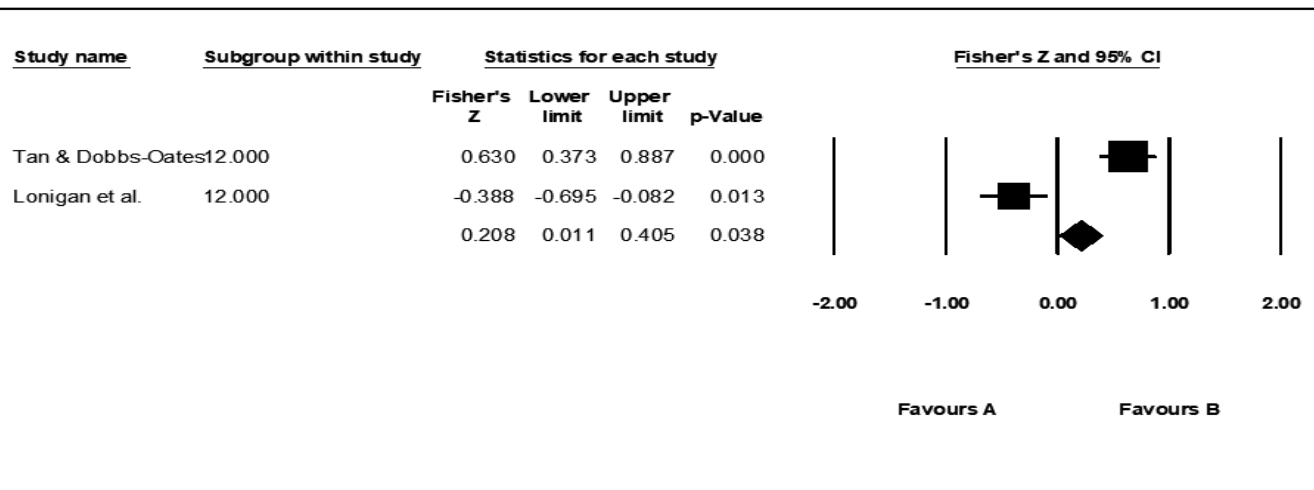 Study name Subgroup within study Statistics for each study Fisher's Z and 95% CI
Fisher's Lower Upper
Z limit limit p-Value
Tan & Dobbs-Oates12.000 0.630 0.373 0.887 0.000
Lonigan et al. 12.000 -0.388 -0.695 -0.082 0.013
0.208 0.011 0.405 0.038
-2.00 -1.00 0.00 1.00 2.00
Favours A Favours B